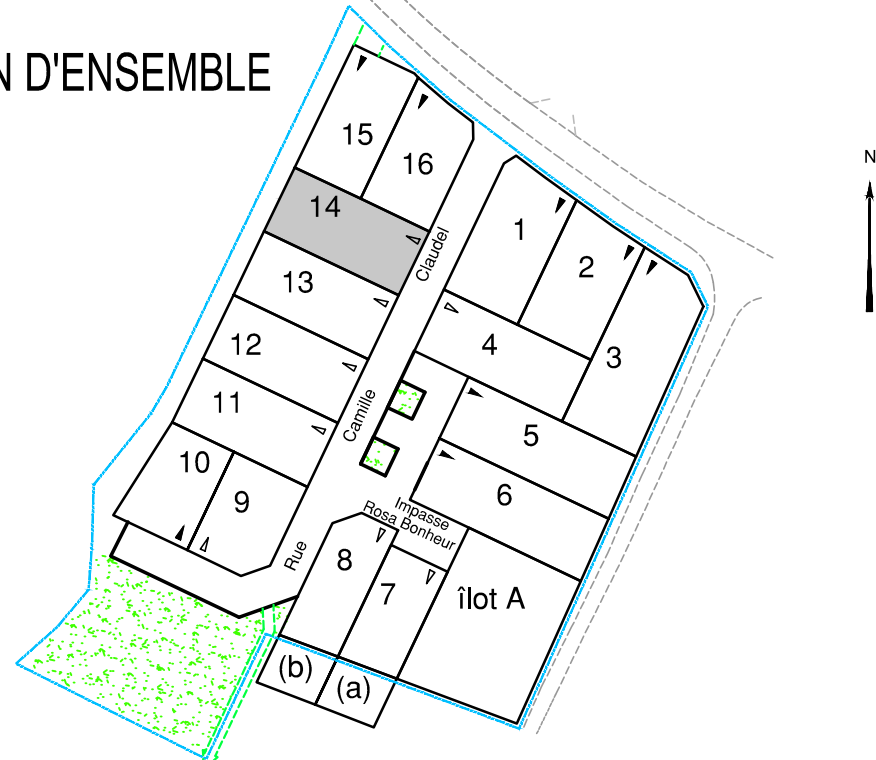 N D'ENSEMBLE
N
15
16
14
1
2
13
Claudel
4
3
12
11
Camille
5
10
9
6
Impasse
Rosa Bonheur
Rue
8
7
îlot A
(b)
(a)